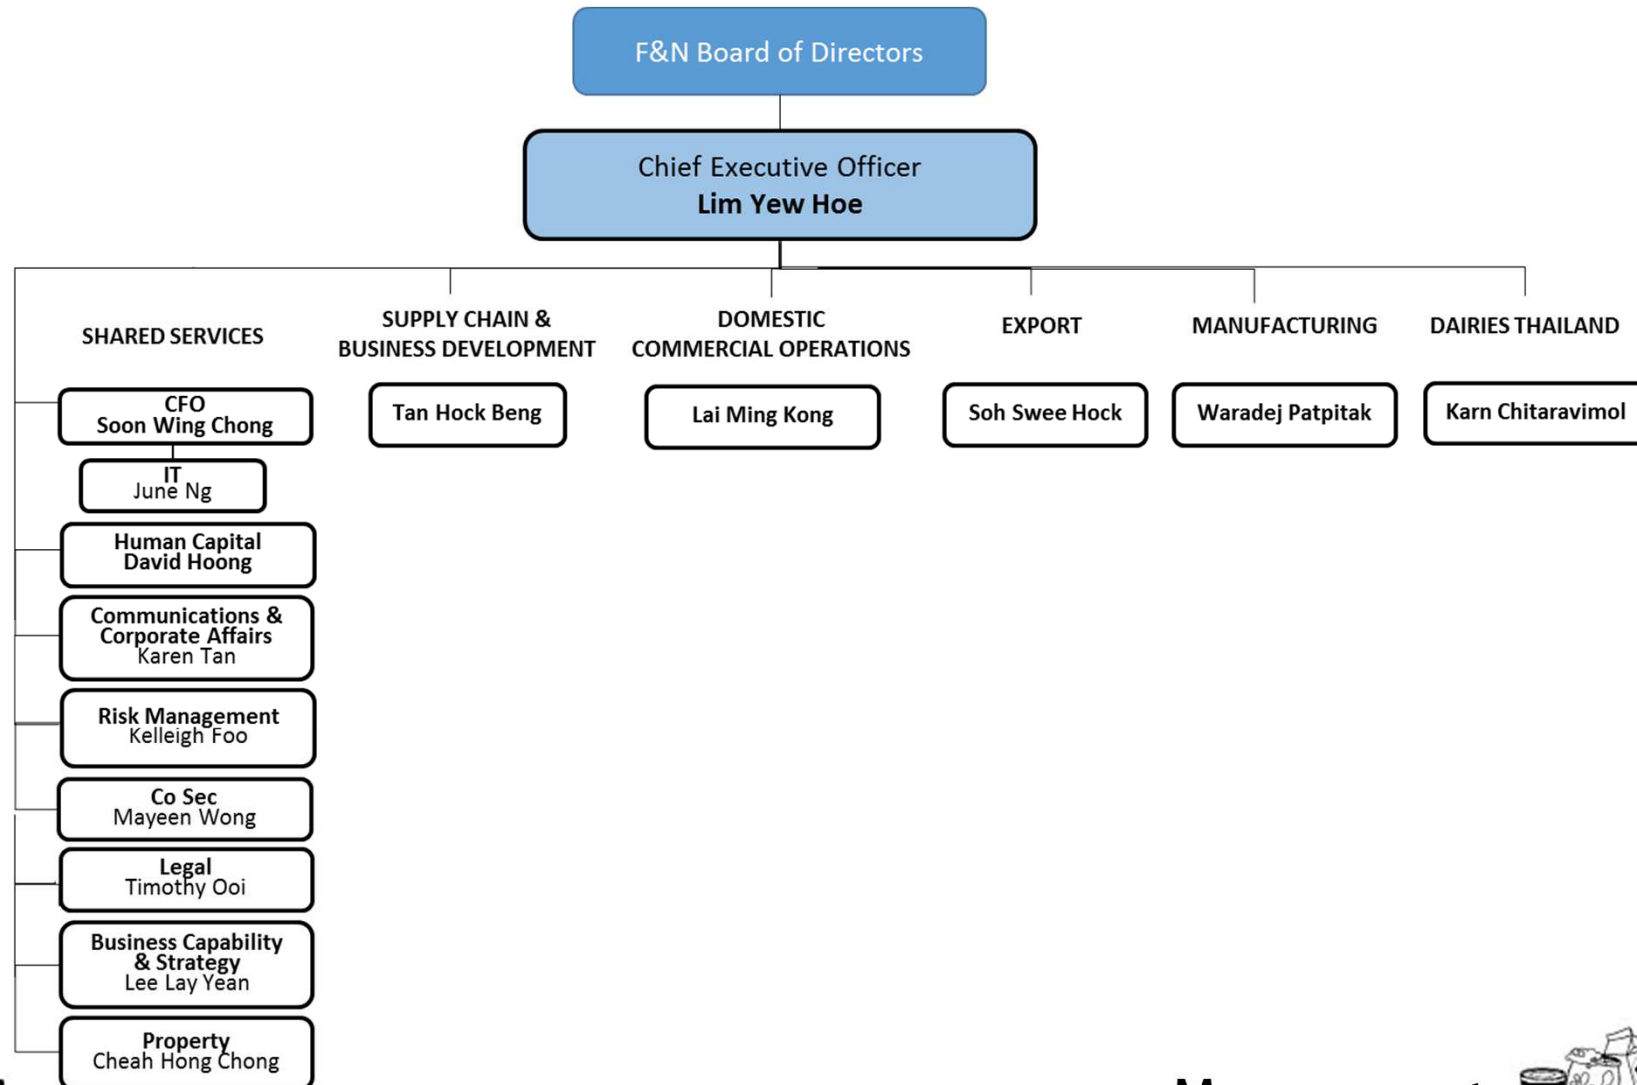 F&N Board of Directors
Chief Executive Officer
Lim Yew Hoe
SHARED SERVICES
CFO
Soon Wing Chong
IT
June Ng
Human Capital
David Hoong
Communications &
Corporate Affairs
Karen Tan
Risk Management
Kelleigh Foo
Co Sec
Mayeen Wong
Legal
Timothy Ooi
Business Capability
& Strategy
Lee Lay Yean
Property
Cheah Hong Chong
SUPPLY CHAIN &
BUSINESS DEVELOPMENT
Tan Hock Beng
DOMESTIC
COMMERCIAL OPERATIONS
Lai Ming Kong
EXPORT
Soh Swee Hock
MANUFACTURING
Waradej Patpitak
DAIRIES THAILAND
Karn Chitaravimol